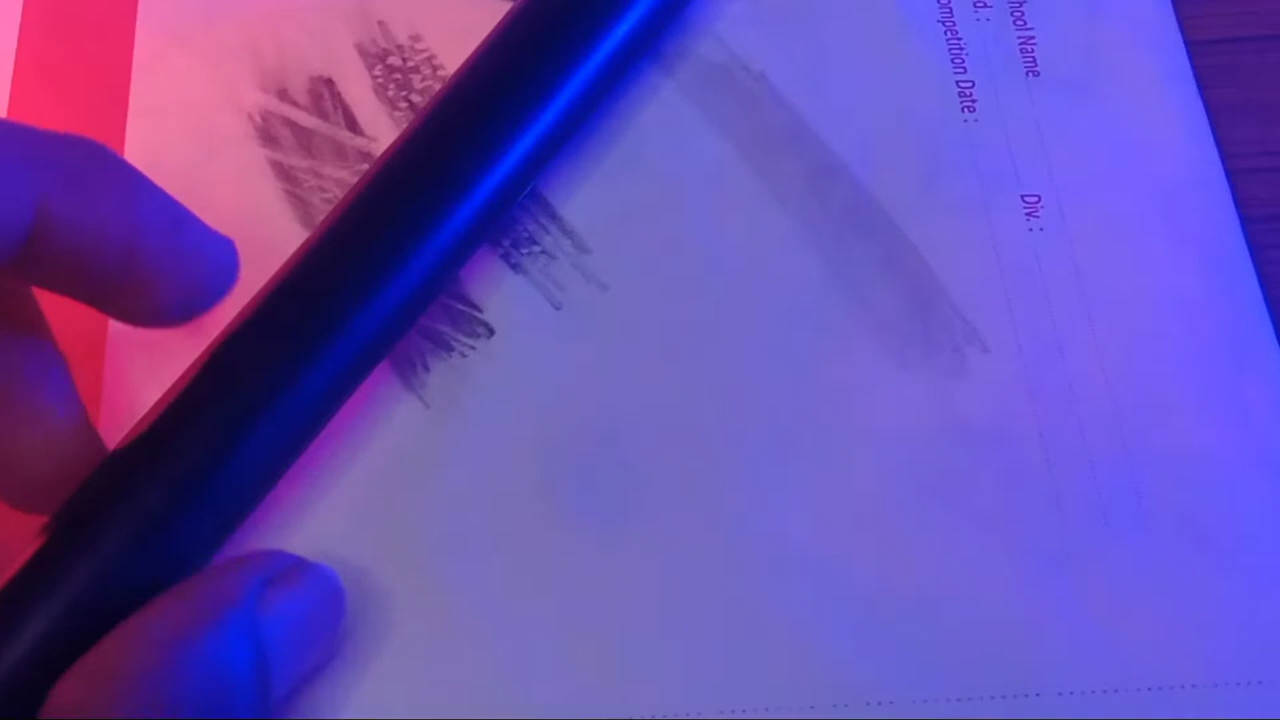 hool Name
d. : Div. :
ompetition Date :